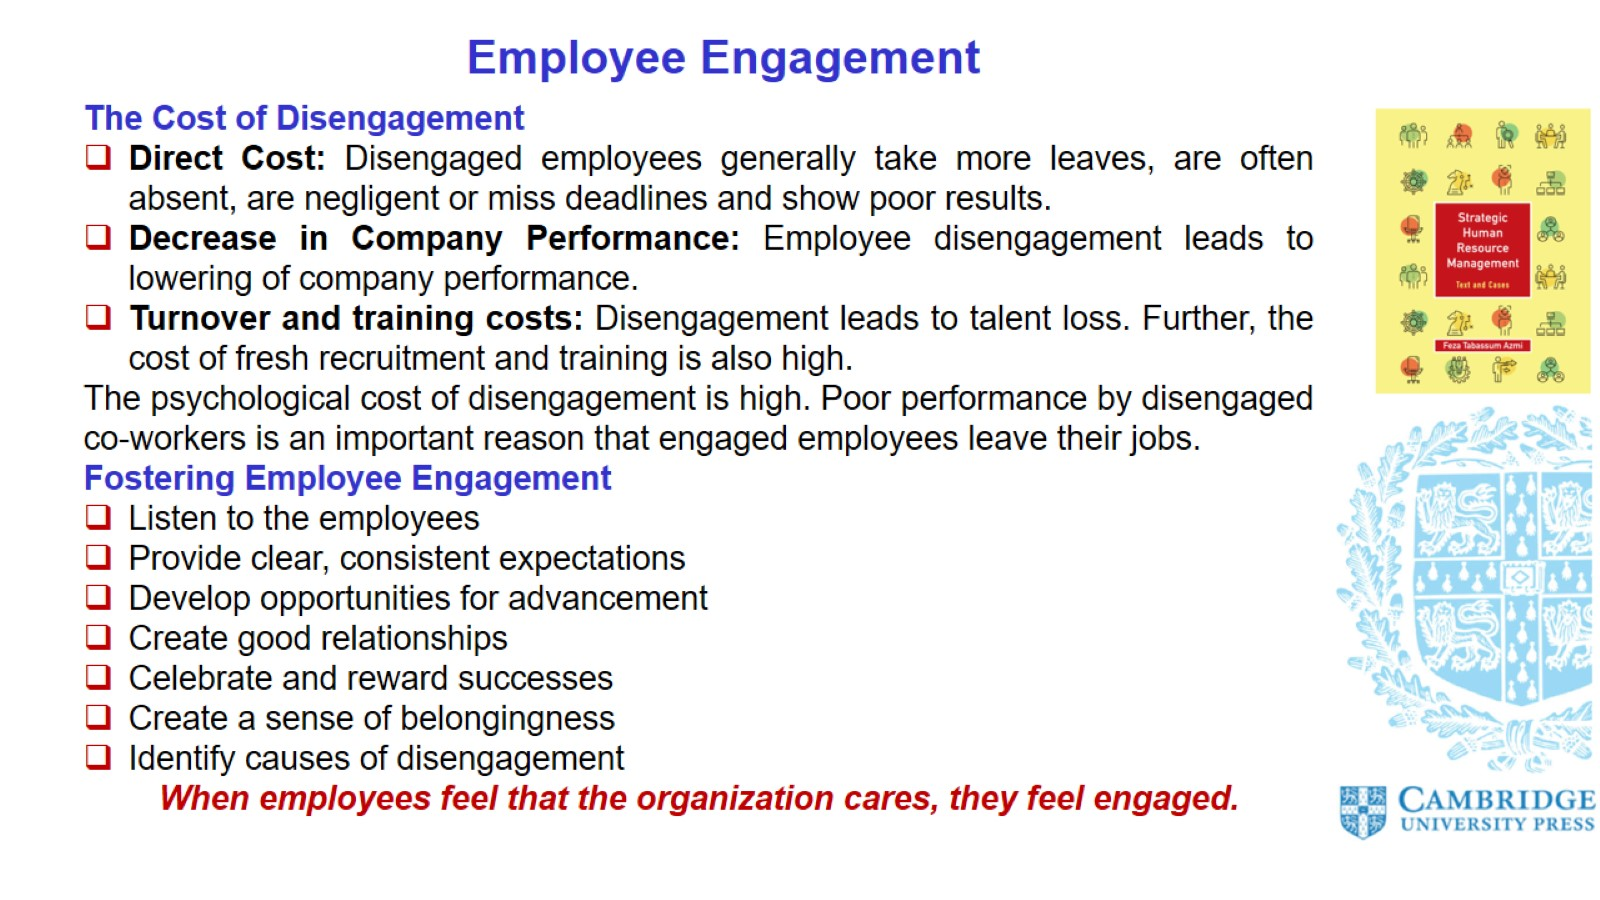 Employee Engagement
The Cost of Disengagement
❑ Direct Cost: Disengaged employees generally take more leaves, are often
absent, are negligent or miss deadlines and show poor results.
❑ Decrease in Company Performance: Employee disengagement leads to
lowering of company performance.
❑ Turnover and training costs: Disengagement leads to talent loss. Further, the
cost of fresh recruitment and training is also high.
The psychological cost of disengagement is high. Poor performance by disengaged
co-workers is an important reason that engaged employees leave their jobs.
Fostering Employee Engagement
❑ Listen to the employees
❑ Provide clear, consistent expectations
❑ Develop opportunities for advancement
❑ Create good relationships
❑ Celebrate and reward successes
❑ Create a sense of belongingness
❑ Identify causes of disengagement
When employees feel that the organization cares, they feel engaged.
Strategic
Human
Resource
Management
Text and Cases
Feza Tabassum Azmi
CAMBRIDGE
UNIVERSITY PRESS